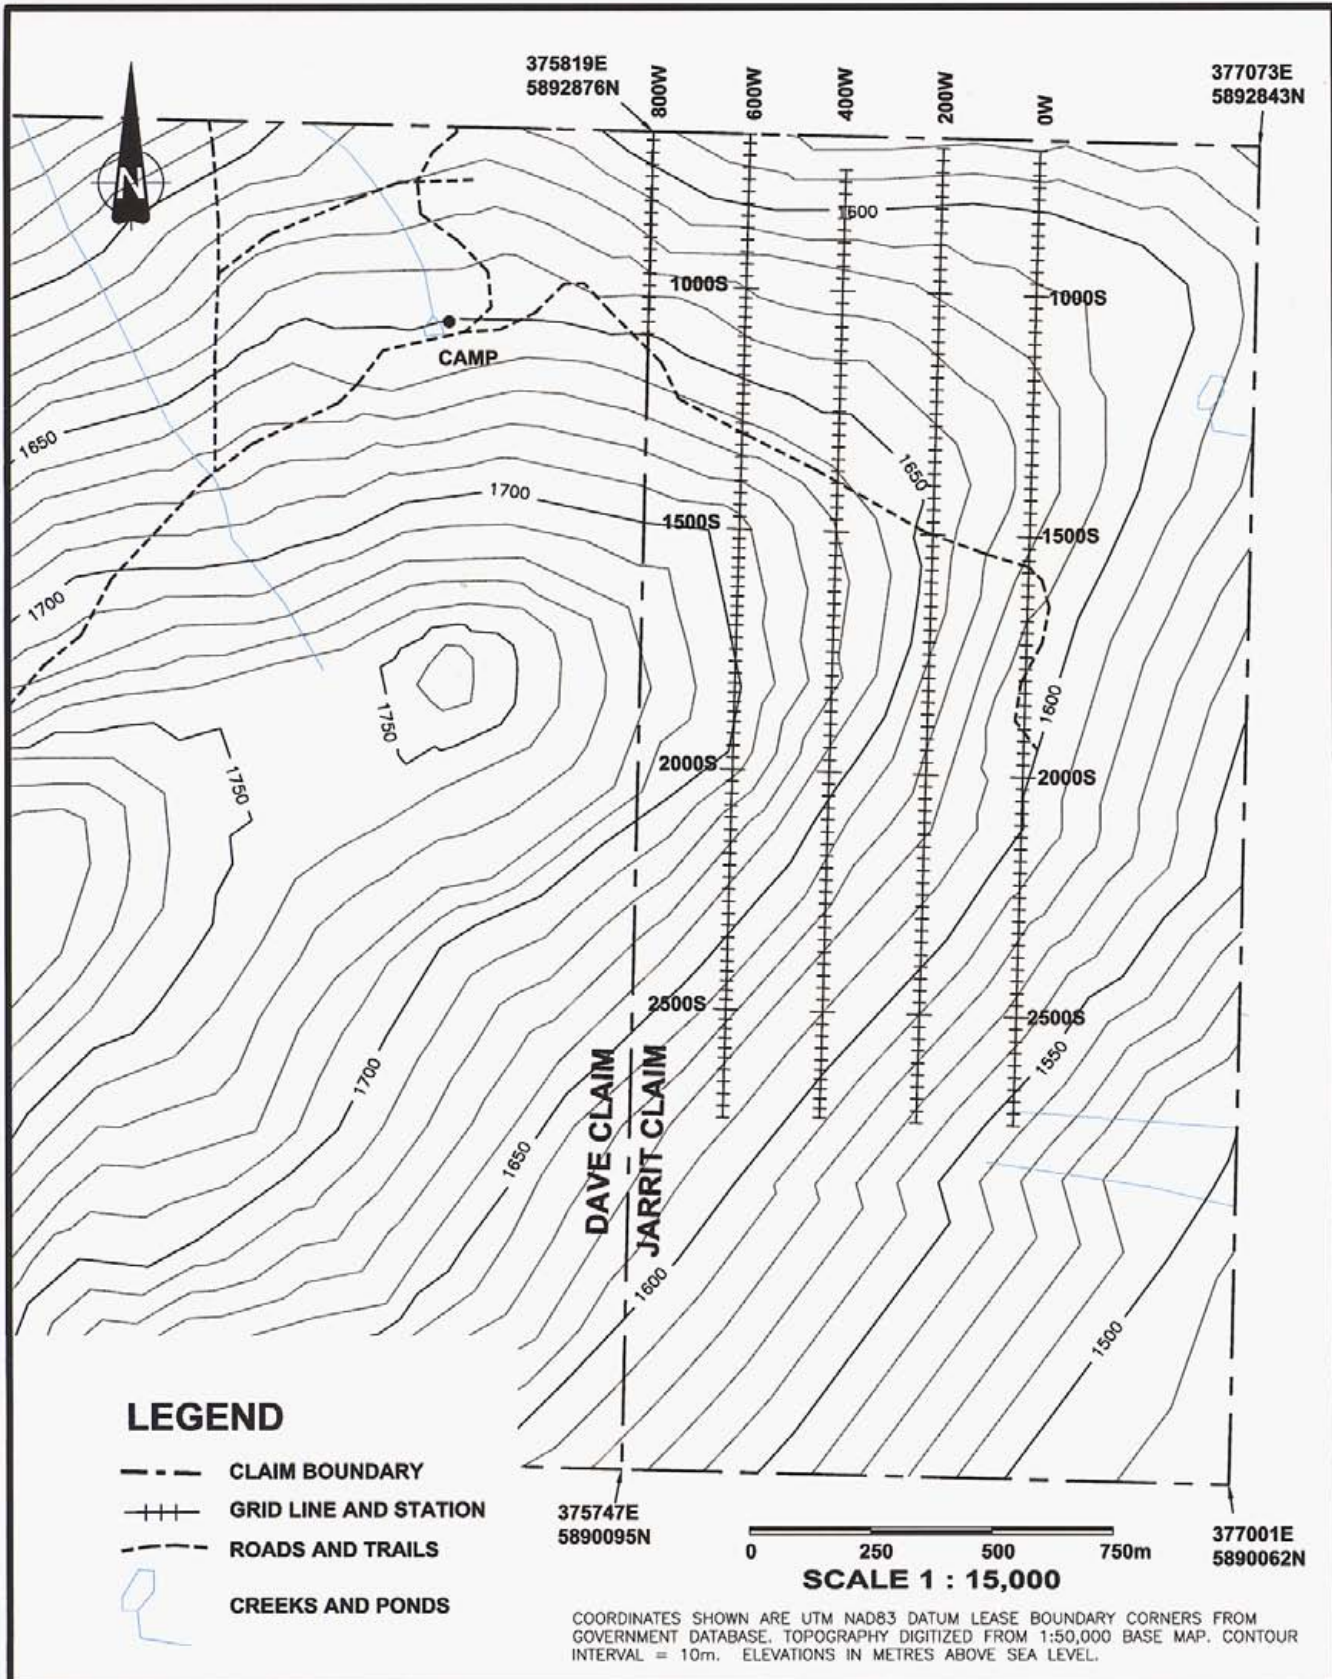 375819E
5892876N
377073E
5892843N
800W
600W
400W
200W
0W
N
1600
1000S
1000S
CAMP
1650
1650
1700
1500S
1500S
1700
1750
1600
1750
2000S
2000S
2500S
2500S
1550
1700
DAVE CLAIM
JARRIT CLAIM
1650
1600
1500
LEGEND
CLAIM BOUNDARY
GRID LINE AND STATION
ROADS AND TRAILS
CREEKS AND PONDS
375747E
5890095N
377001E
5890062N
0 250 500 750m
SCALE 1 : 15,000
COORDINATES SHOWN ARE UTM NAD83 DATUM LEASE BOUNDARY CORNERS FROM
GOVERNMENT DATABASE. TOPOGRAPHY DIGITIZED FROM 1:50,000 BASE MAP. CONTOUR
INTERVAL = 10m. ELEVATIONS IN METRES ABOVE SEA LEVEL.